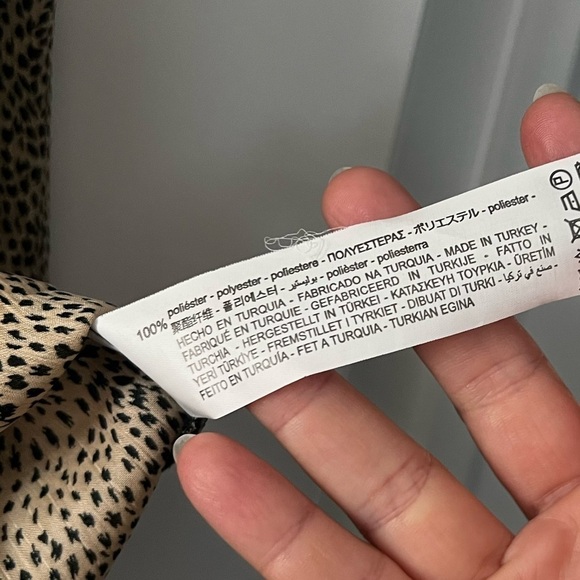 100% poliéster - polyester - poliestere - ΠΟΛΥΕΣΤΕΡΑΣ - ポリエステル - poliester -
聚酯纤维 - 폴리에스터 - بوليستير - polièster - poliesterra
HECHO EN TURQUIA - FABRICADO NA TURQUIA - MADE IN TURKEY -
FABRIQUÉ EN TURQUIE - GEFABRICEERD IN TURKIJE - FATTO IN
TURCHIA - HERGESTELLT IN TÜRKEI - ΚΑΤΑΣΚΕΥΗ ΤΟΥΡΚΙΑ - ÜRETİM
YERİ TÜRKİYE - FREMSTILLET I TYRKIET - DIBUAT DI TURKI - صنع في تركيا -
FEITO EN TURQUÍA - FET A TURQUIA - TURKIAN EGINA
P